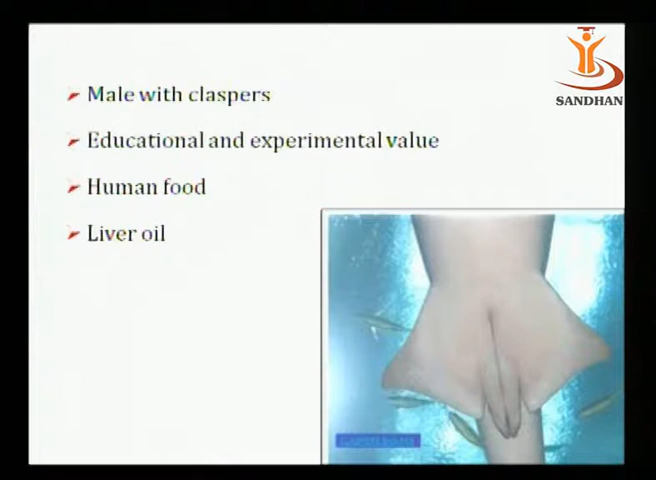 SANDHAN
Male with claspers
Educational and experimental value
Human food
Liver oil